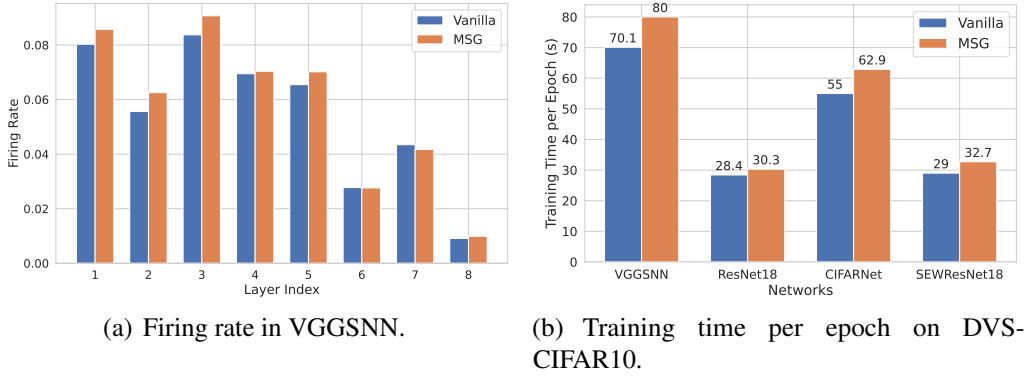 Vanilla
MSG
0.08
0.06
0.04
0.02
0.00
Firing Rate
1 2 3 4 5 6 7 8
Layer Index
(a) Firing rate in VGGSNN.
Vanilla
MSG
80
70
60
50
40
30
20
10
0
Training Time per Epoch (s)
70.1 80 28.4 30.3 55 62.9 29 32.7
VGGSNN ResNet18 CIFARNet SEWResNet18
Networks
(b) Training time per epoch on DVS-
CIFAR10.